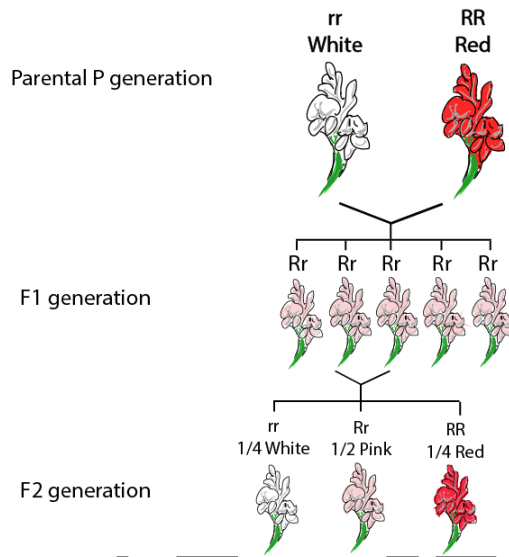 rr
White
RR
Red
Parental P generation
Rr Rr Rr Rr Rr
F1 generation
rr
1/4 White
Rr
1/2 Pink
RR
1/4 Red
F2 generation